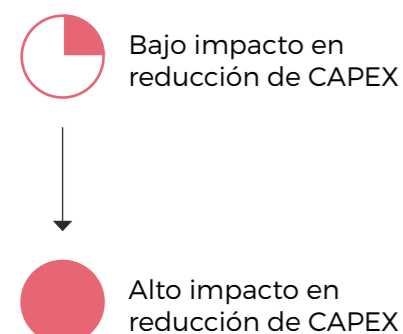 Bajo impacto en
reducción de CAPEX
Alto impacto en
reducción de CAPEX